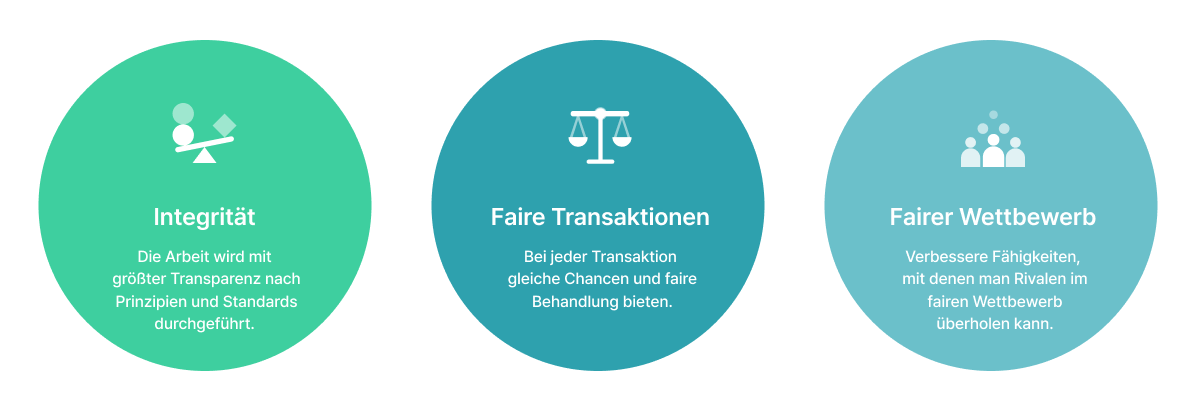 Integrität
Die Arbeit wird mit
größter Transparenz nach
Prinzipien und Standards
durchgeführt.
Faire Transaktionen
Bei jeder Transaktion
gleiche Chancen und faire
Behandlung bieten.
Fairer Wettbewerb
Verbessere Fähigkeiten,
mit denen man Rivalen im
fairen Wettbewerb
überholen kann.